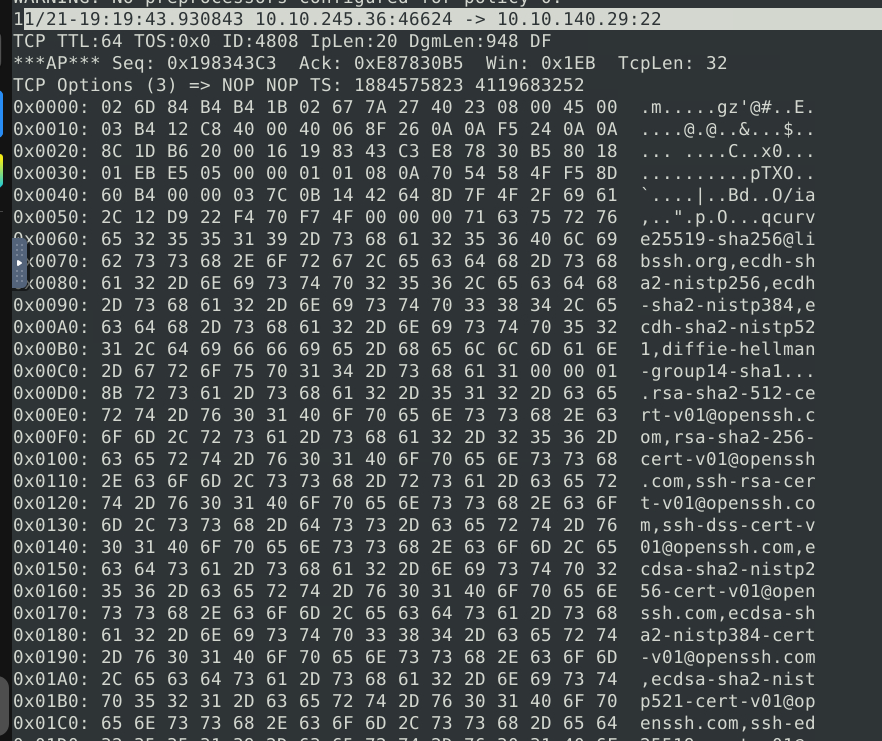 WARNING: No preprocessors configured for policy 0.
11/21-19:19:43.930843 10.10.245.36:46624 -> 10.10.140.29:22
TCP TTL:64 TOS:0x0 ID:4808 IpLen:20 DgmLen:948 DF
***AP*** Seq: 0x198343C3  Ack: 0xE87830B5  Win: 0x1EB  TcpLen: 32
TCP Options (3) => NOP NOP TS: 1884575823 4119683252
0x0000: 02 6D 84 B4 B4 1B 02 67 7A 27 40 23 08 00 45 00  .m.....gz'@#..E.
0x0010: 03 B4 12 C8 40 00 40 06 8F 26 0A 0A F5 24 0A 0A  ....@.@..&...$..
0x0020: 8C 1D B6 20 00 16 19 83 43 C3 E8 78 30 B5 80 18  ... ....C..x0...
0x0030: 01 EB E5 05 00 00 01 01 08 0A 70 54 58 4F F5 8D  ..........pTXO..
0x0040: 60 B4 00 00 03 7C 0B 14 42 64 8D 7F 4F 2F 69 61  `....|..Bd..O/ia
0x0050: 2C 12 D9 22 F4 70 F7 4F 00 00 00 71 63 75 72 76  ,..".p.O...qcurv
0x0060: 65 32 35 35 31 39 2D 73 68 61 32 35 36 40 6C 69  e25519-sha256@li
0x0070: 62 73 73 68 2E 6F 72 67 2C 65 63 64 68 2D 73 68  bssh.org,ecdh-sh
0x0080: 61 32 2D 6E 69 73 74 70 32 35 36 2C 65 63 64 68  a2-nistp256,ecdh
0x0090: 2D 73 68 61 32 2D 6E 69 73 74 70 33 38 34 2C 65  -sha2-nistp384,e
0x00A0: 63 64 68 2D 73 68 61 32 2D 6E 69 73 74 70 35 32  cdh-sha2-nistp52
0x00B0: 31 2C 64 69 66 66 69 65 2D 68 65 6C 6C 6D 61 6E  1,diffie-hellman
0x00C0: 2D 67 72 6F 75 70 31 34 2D 73 68 61 31 00 00 01  -group14-sha1...
0x00D0: 8B 72 73 61 2D 73 68 61 32 2D 35 31 32 2D 63 65  .rsa-sha2-512-ce
0x00E0: 72 74 2D 76 30 31 40 6F 70 65 6E 73 73 68 2E 63  rt-v01@openssh.c
0x00F0: 6F 6D 2C 72 73 61 2D 73 68 61 32 2D 32 35 36 2D  om,rsa-sha2-256-
0x0100: 63 65 72 74 2D 76 30 31 40 6F 70 65 6E 73 73 68  cert-v01@openssh
0x0110: 2E 63 6F 6D 2C 73 73 68 2D 72 73 61 2D 63 65 72  .com,ssh-rsa-cer
0x0120: 74 2D 76 30 31 40 6F 70 65 6E 73 73 68 2E 63 6F  t-v01@openssh.co
0x0130: 6D 2C 73 73 68 2D 64 73 73 2D 63 65 72 74 2D 76  m,ssh-dss-cert-v
0x0140: 30 31 40 6F 70 65 6E 73 73 68 2E 63 6F 6D 2C 65  01@openssh.com,e
0x0150: 63 64 73 61 2D 73 68 61 32 2D 6E 69 73 74 70 32  cdsa-sha2-nistp2
0x0160: 35 36 2D 63 65 72 74 2D 76 30 31 40 6F 70 65 6E  56-cert-v01@open
0x0170: 73 73 68 2E 63 6F 6D 2C 65 63 64 73 61 2D 73 68  ssh.com,ecdsa-sh
0x0180: 61 32 2D 6E 69 73 74 70 33 38 34 2D 63 65 72 74  a2-nistp384-cert
0x0190: 2D 76 30 31 40 6F 70 65 6E 73 73 68 2E 63 6F 6D  -v01@openssh.com
0x01A0: 2C 65 63 64 73 61 2D 73 68 61 32 2D 6E 69 73 74  ,ecdsa-sha2-nist
0x01B0: 70 35 32 31 2D 63 65 72 74 2D 76 30 31 40 6F 70  p521-cert-v01@op
0x01C0: 65 6E 73 73 68 2E 63 6F 6D 2C 73 73 68 2D 65 64  enssh.com,ssh-ed